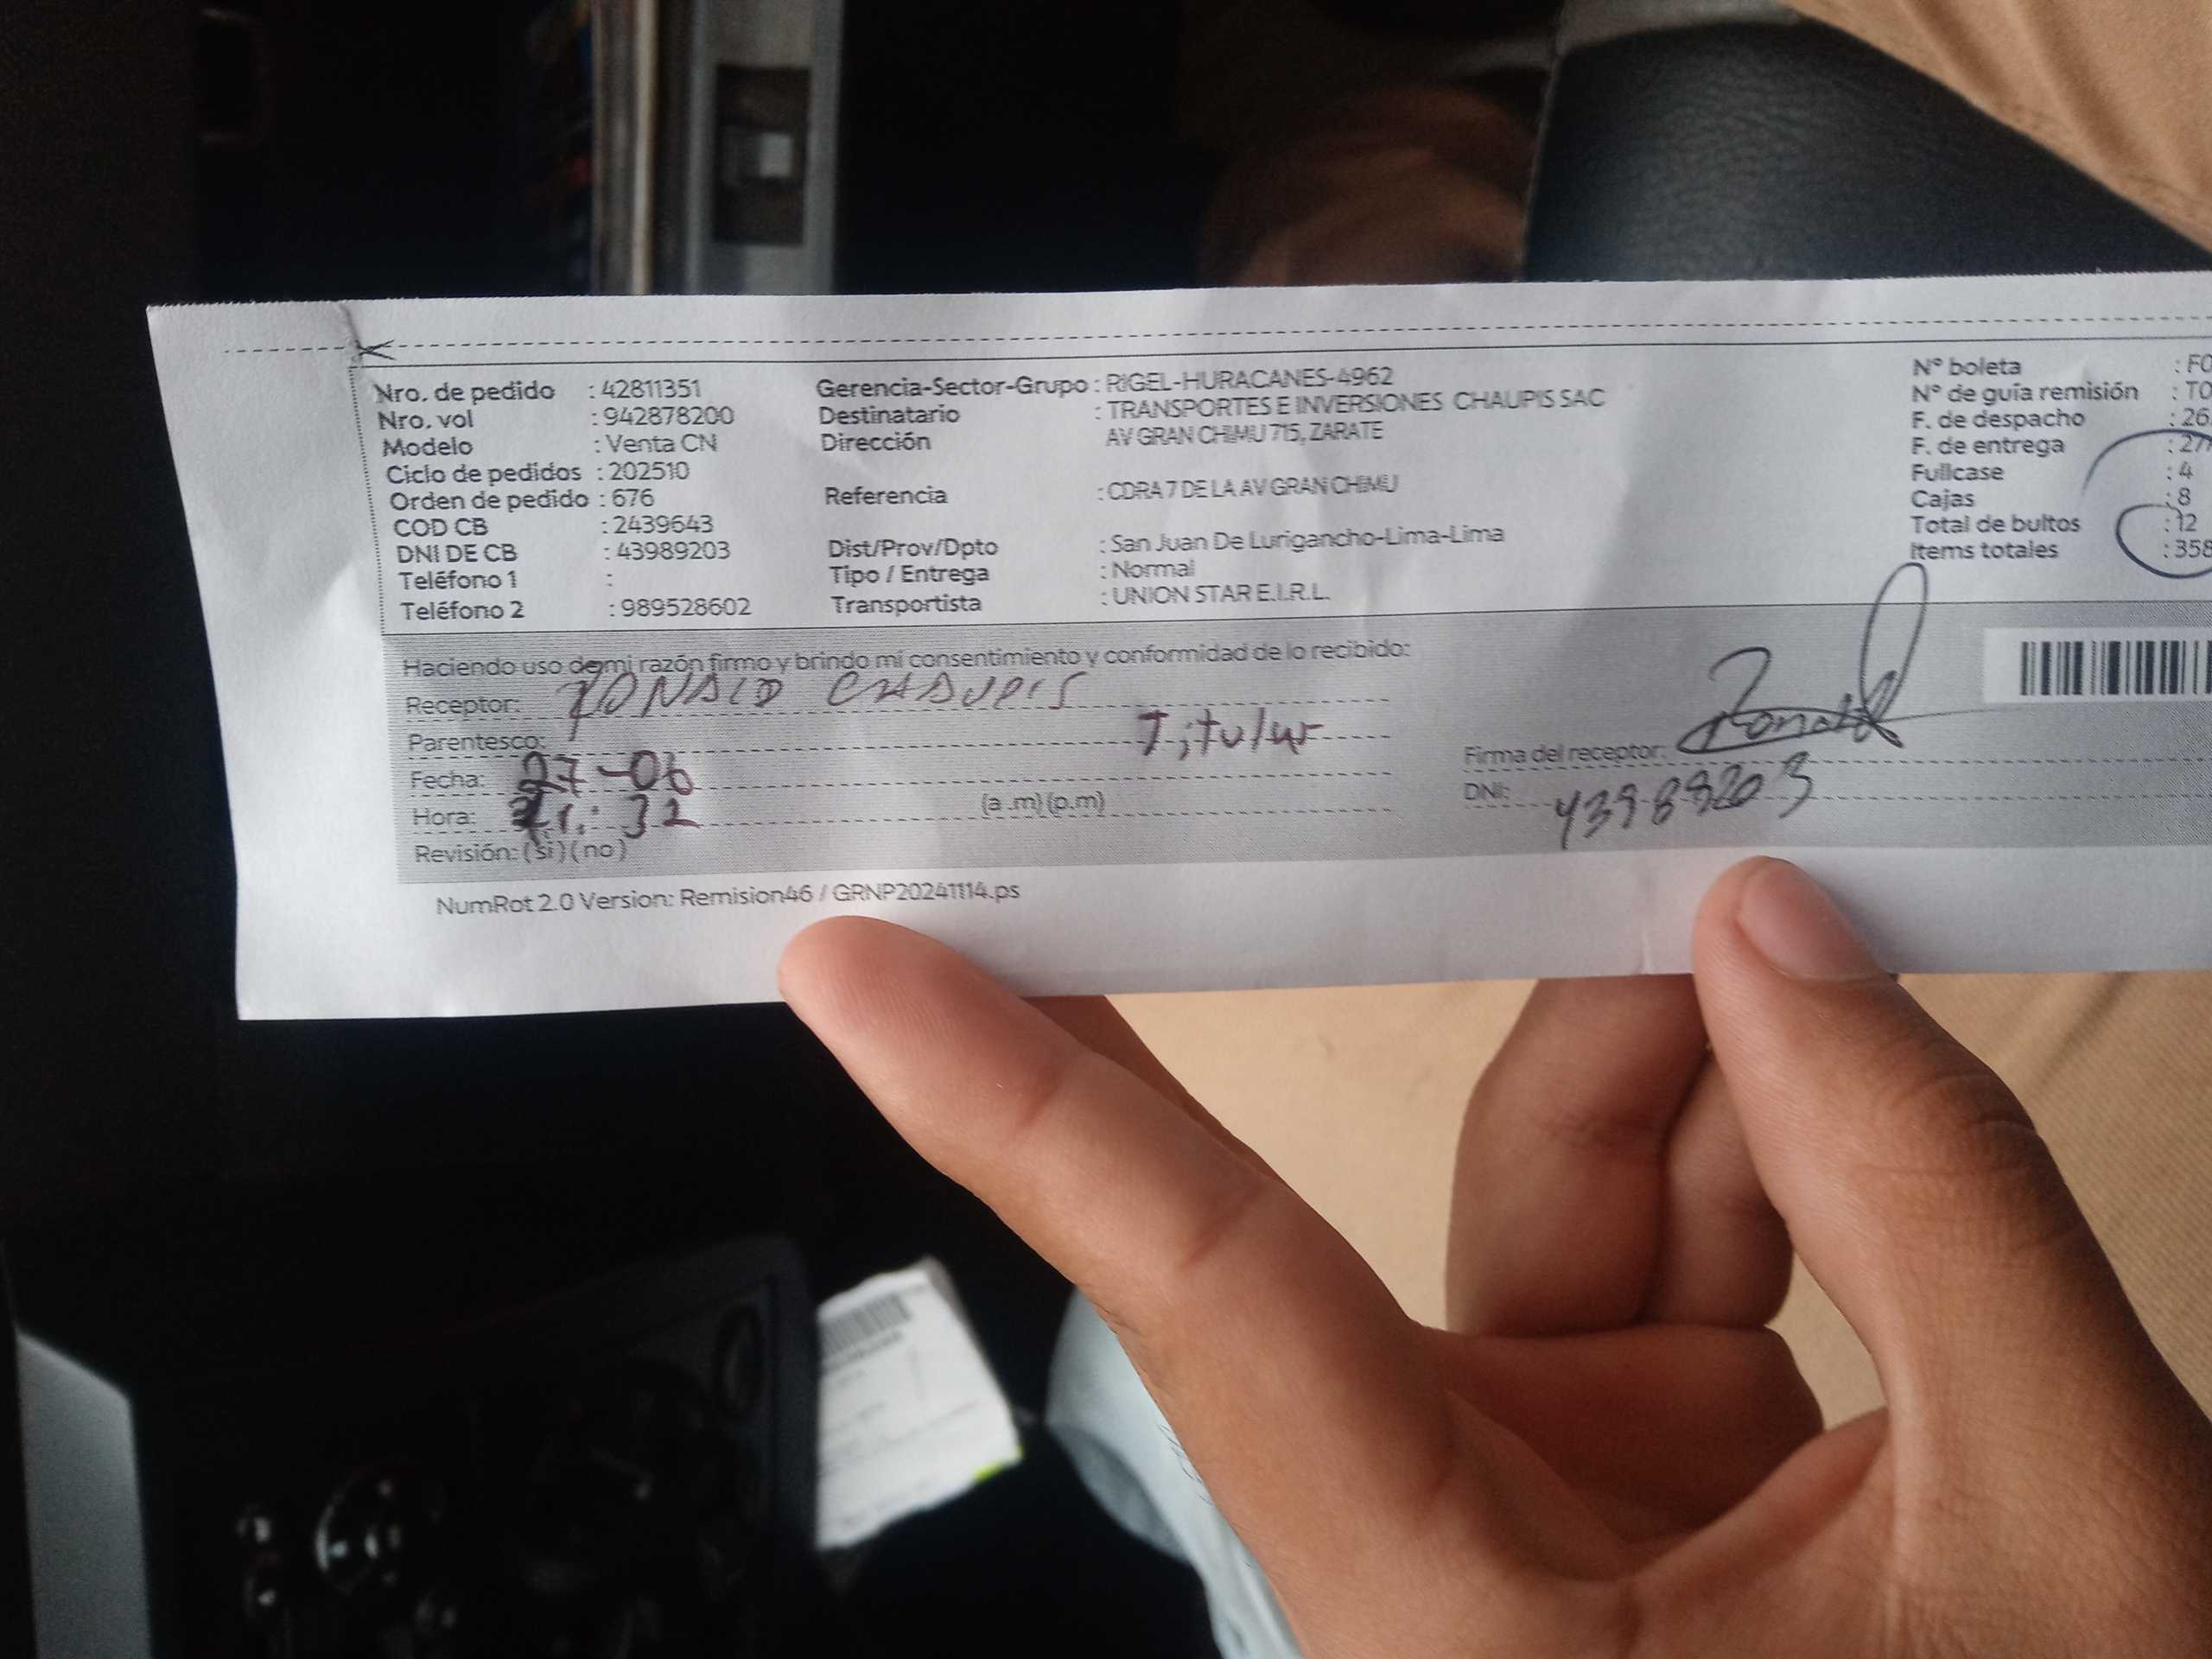 Nro. de pedido : 42811351
Nro. vol : 942878200
Modelo : Venta CN
Ciclo de pedidos : 202510
Orden de pedido : 676
COD CB : 2439643
DNI DE CB : 43989203
Teléfono 1 :
Teléfono 2 : 989528602
Gerencia-Sector-Grupo : RIGEL-HURACANES-4962
Destinatario : TRANSPORTES E INVERSIONES CHAUPIS SAC
Dirección AV GRAN CHIMU 715, ZARATE
Referencia : CDRA 7 DE LA AV GRAN CHIMU
Dist/Prov/Dpto : San Juan De Lurigancho-Lima-Lima
Tipo / Entrega : Normal
Transportista : UNION STAR E.I.R.L.
Nº boleta : F0
Nº de guía remisión : T0
F. de despacho : 26
F. de entrega : 27
Fullcase : 4
Cajas : 8
Total de bultos : 12
Items totales : 358
Haciendo uso de mi razón firmo y brindo mi consentimiento y conformidad de lo recibido:
Receptor: RONALD CHAUPIS
Parentesco: Titular
Fecha: 27-06
Hora: : 32 (a.m)(p.m)
Revisión: (si) (no)
Firma del receptor: Ronald
DNI: 43989203
NumRot 2.0 Version: Remision46 / GRNP20241114.ps